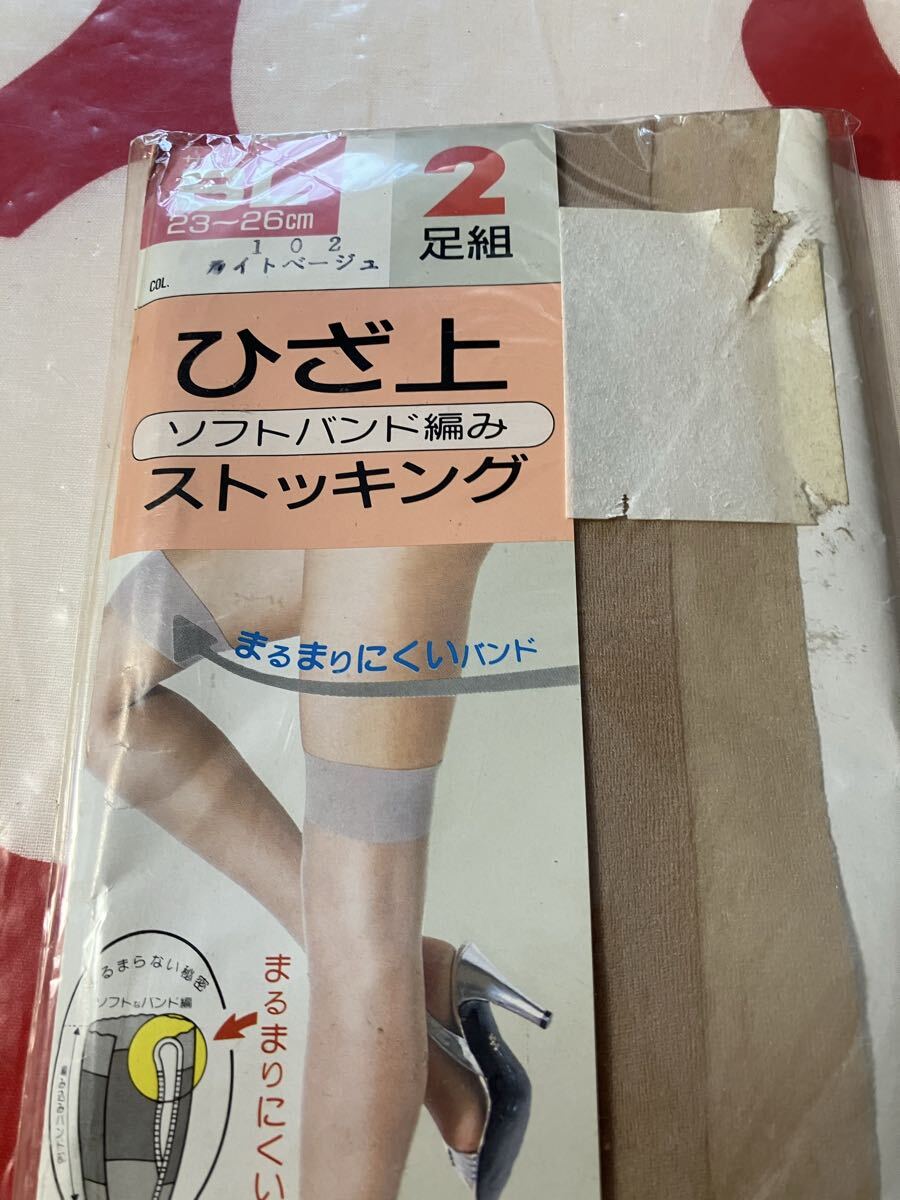 23〜26cm
2
足組
COL.
102
ライトベージュ
ひざ上
ソフトバンド編み
ストッキング
まるまりにくいバンド
るまらない秘密
ソフトなバンド編
まるまりにくい